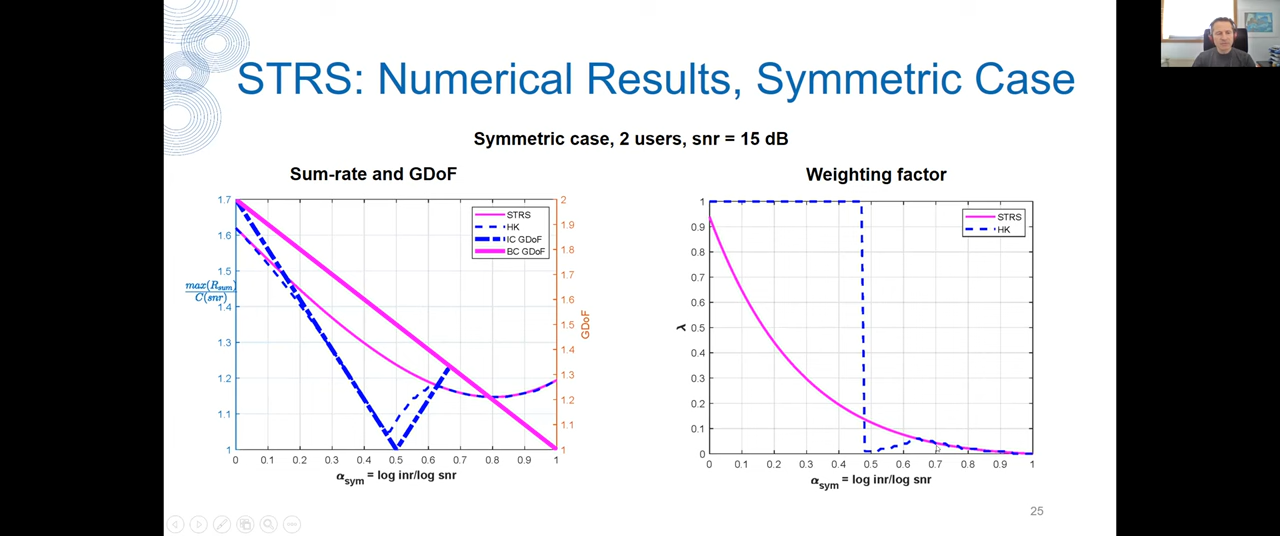 STRS: Numerical Results, Symmetric Case
Symmetric case, 2 users, snr = 15 dB
Sum-rate and GDoF
1.7
1.6
1.5
1.4
1.3
1.2
1.1
1
max(R_sum)
C(snr)
2
1.9
1.8
1.7
1.6
1.5
1.4
1.3
1.2
1.1
1
GDoF
STRS
HK
IC GDoF
BC GDoF
0 0.1 0.2 0.3 0.4 0.5 0.6 0.7 0.8 0.9 1
α_sym = log inr/log snr
Weighting factor
1
0.9
0.8
0.7
0.6
0.5
0.4
0.3
0.2
0.1
0
λ
STRS
HK
0 0.1 0.2 0.3 0.4 0.5 0.6 0.7 0.8 0.9 1
α_sym = log inr/log snr
25